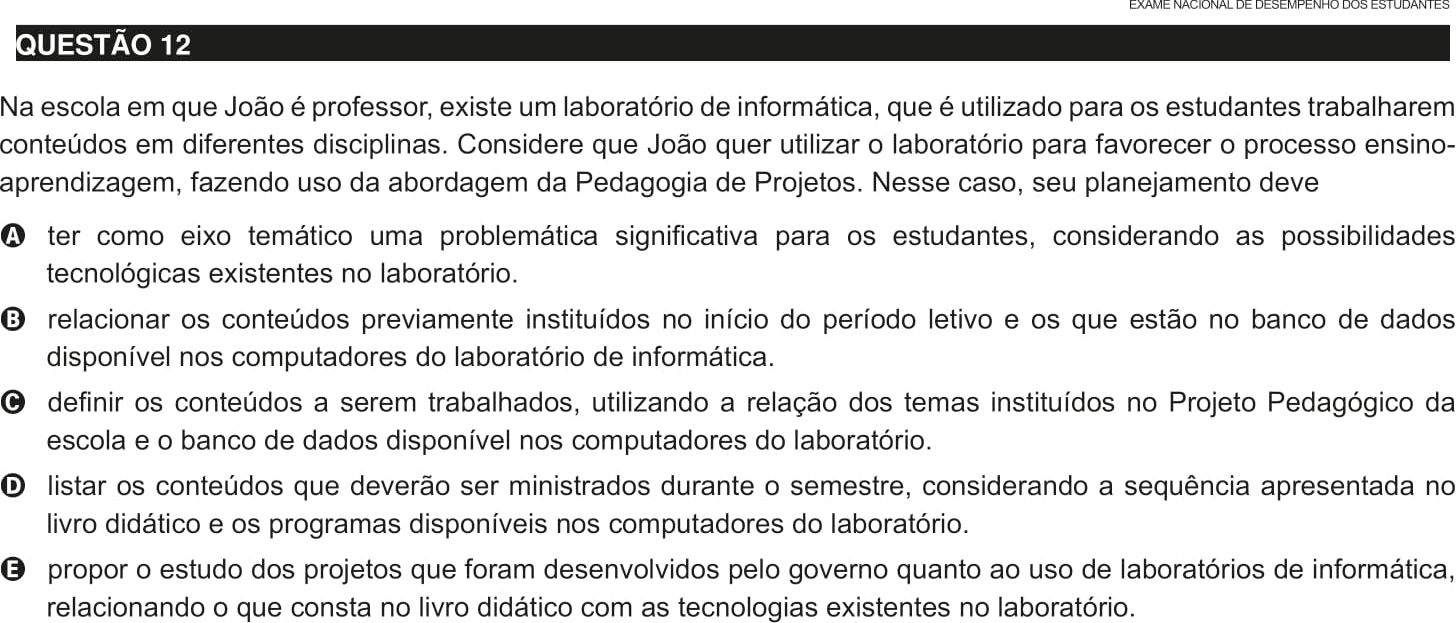 EXAME NACIONAL DE DESEMPENHO DOS ESTUDANTES
QUESTÃO 12
Na escola em que João é professor, existe um laboratório de informática, que é utilizado para os estudantes trabalharem
conteúdos em diferentes disciplinas. Considere que João quer utilizar o laboratório para favorecer o processo ensino-
aprendizagem, fazendo uso da abordagem da Pedagogia de Projetos. Nesse caso, seu planejamento deve
A ter como eixo temático uma problemática significativa para os estudantes, considerando as possibilidades
tecnológicas existentes no laboratório.
B relacionar os conteúdos previamente instituídos no início do período letivo e os que estão no banco de dados
disponível nos computadores do laboratório de informática.
C definir os conteúdos a serem trabalhados, utilizando a relação dos temas instituídos no Projeto Pedagógico da
escola e o banco de dados disponível nos computadores do laboratório.
D listar os conteúdos que deverão ser ministrados durante o semestre, considerando a sequência apresentada no
livro didático e os programas disponíveis nos computadores do laboratório.
E propor o estudo dos projetos que foram desenvolvidos pelo governo quanto ao uso de laboratórios de informática,
relacionando o que consta no livro didático com as tecnologias existentes no laboratório.